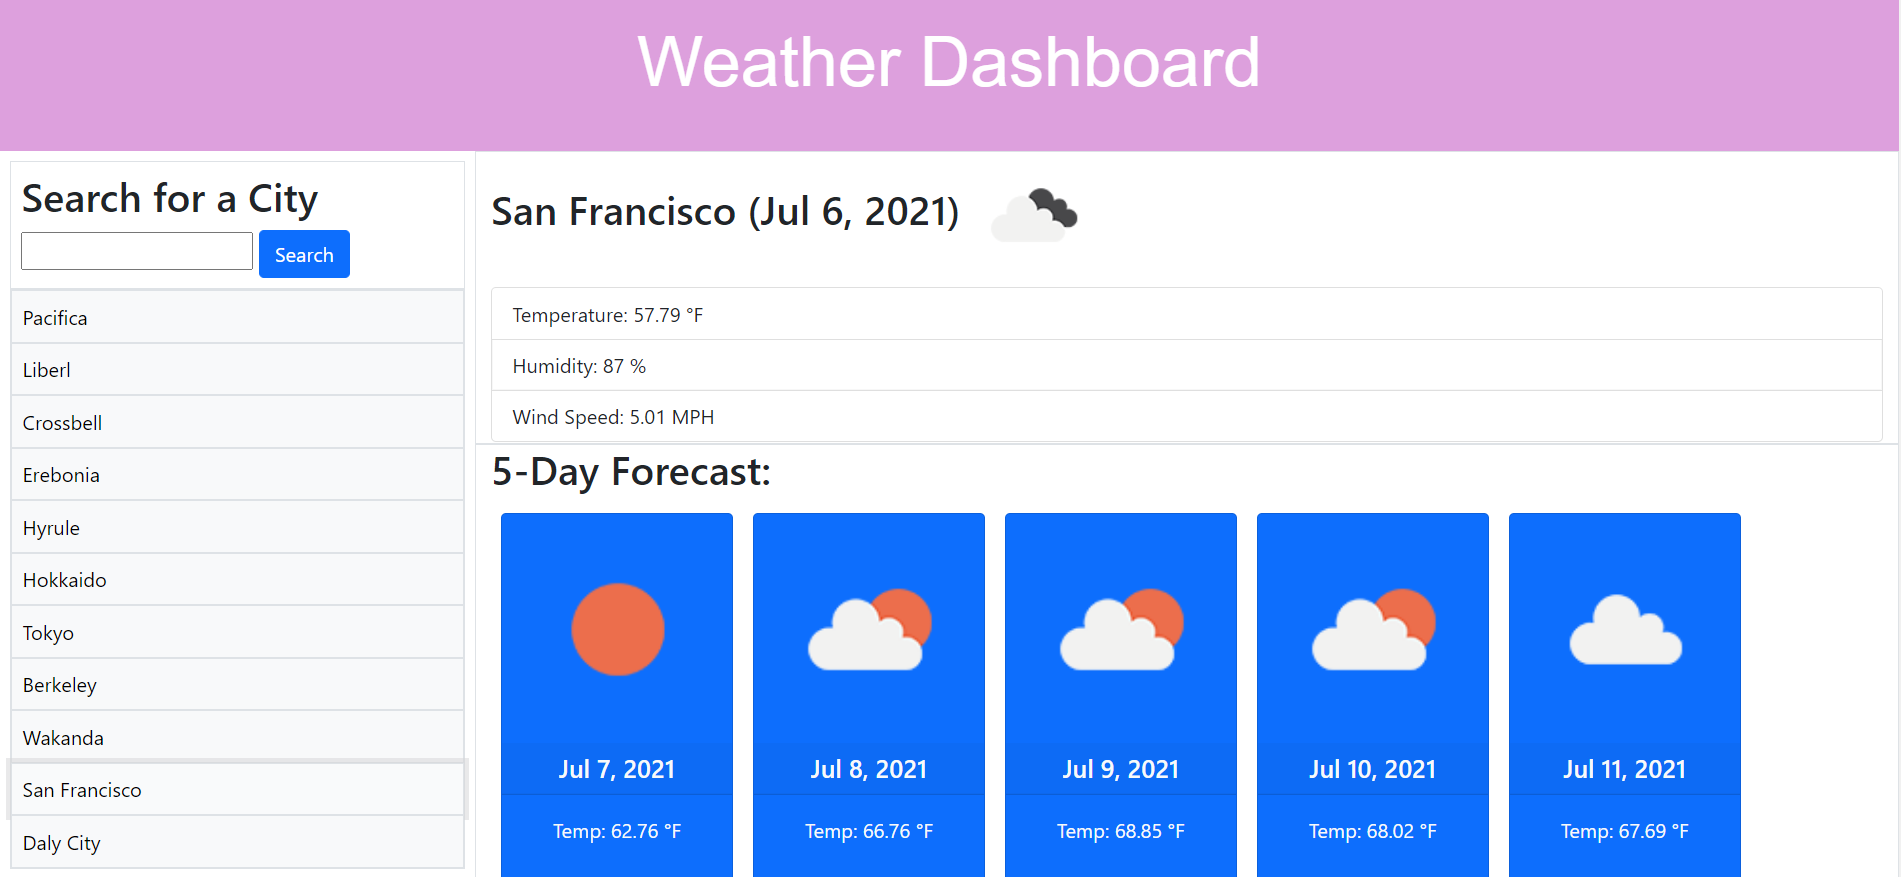 Weather Dashboard
Search for a City
Search
Pacifica
Liberl
Crossbell
Erebonia
Hyrule
Hokkaido
Tokyo
Berkeley
Wakanda
San Francisco
Daly City
San Francisco (Jul 6, 2021)
Temperature: 57.79 °F
Humidity: 87 %
Wind Speed: 5.01 MPH
5-Day Forecast:
Jul 7, 2021
Temp: 62.76 °F
Jul 8, 2021
Temp: 66.76 °F
Jul 9, 2021
Temp: 68.85 °F
Jul 10, 2021
Temp: 68.02 °F
Jul 11, 2021
Temp: 67.69 °F